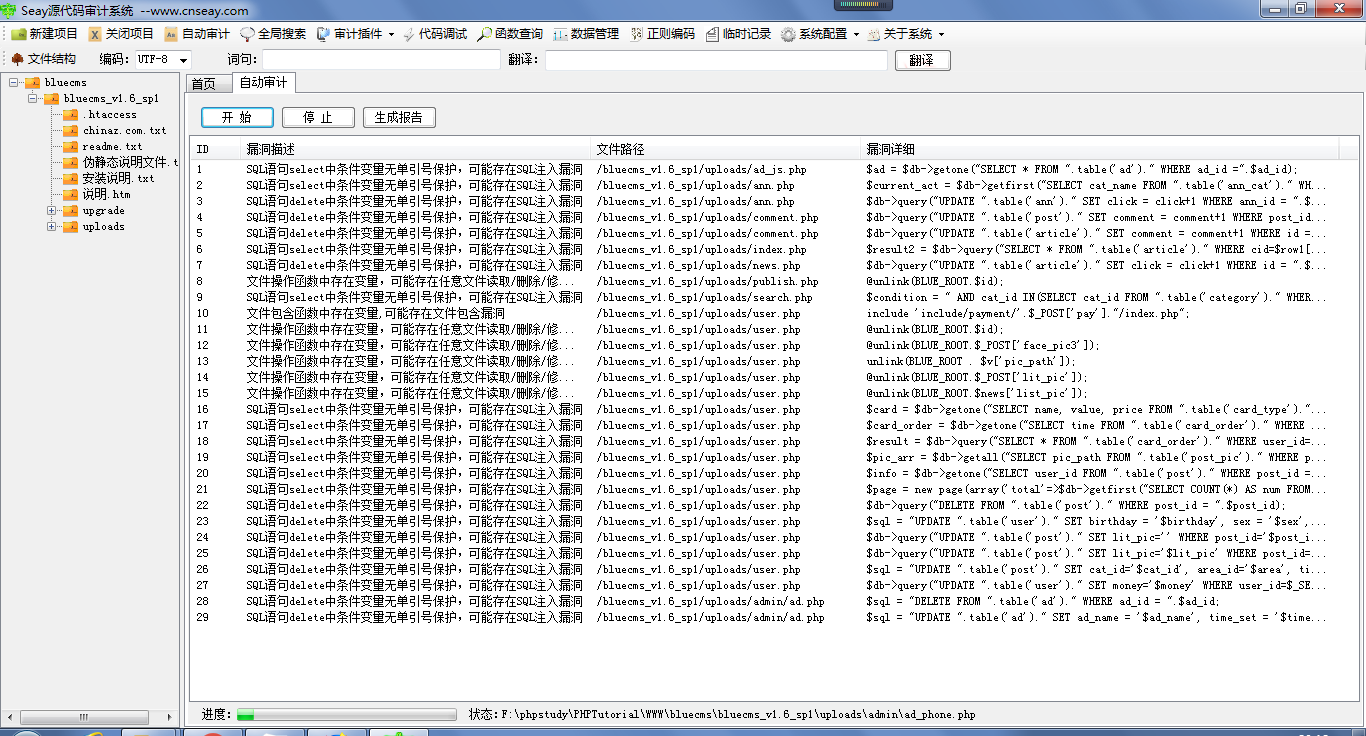 Seay源代码审计系统 --www.cnseay.com
新建项目 关闭项目 自动审计 全局搜索 审计插件 代码调试 函数查询 数据管理 正则编码 临时记录 系统配置 关于系统
文件结构 编码: UTF-8 词句: 翻译: 翻译
bluecms
bluecms_v1.6_sp1
.htaccess
chinaz.com.txt
readme.txt
伪静态说明文件.t
安装说明.txt
说明.htm
upgrade
uploads
首页 自动审计
开 始 停 止 生成报告
ID 漏洞描述 文件路径 漏洞详细
1 SQL语句select中条件变量无单引号保护，可能存在SQL注入漏洞 /bluecms_v1.6_sp1/uploads/ad_js.php $ad = $db->getone("SELECT * FROM ".table('ad')." WHERE ad_id =".$ad_id);
2 SQL语句select中条件变量无单引号保护，可能存在SQL注入漏洞 /bluecms_v1.6_sp1/uploads/ann.php $current_act = $db->getfirst("SELECT cat_name FROM ".table('ann_cat')." WH...
3 SQL语句delete中条件变量无单引号保护，可能存在SQL注入漏洞 /bluecms_v1.6_sp1/uploads/ann.php $db->query("UPDATE ".table('ann')." SET click = click+1 WHERE ann_id = ".$...
4 SQL语句delete中条件变量无单引号保护，可能存在SQL注入漏洞 /bluecms_v1.6_sp1/uploads/comment.php $db->query("UPDATE ".table('post')." SET comment = comment+1 WHERE post_id...
5 SQL语句delete中条件变量无单引号保护，可能存在SQL注入漏洞 /bluecms_v1.6_sp1/uploads/comment.php $db->query("UPDATE ".table('article')." SET comment = comment+1 WHERE id =...
6 SQL语句select中条件变量无单引号保护，可能存在SQL注入漏洞 /bluecms_v1.6_sp1/uploads/index.php $result2 = $db->query("SELECT * FROM ".table('article')." WHERE cid=$row1[...
7 SQL语句delete中条件变量无单引号保护，可能存在SQL注入漏洞 /bluecms_v1.6_sp1/uploads/news.php $db->query("UPDATE ".table('article')." SET click = click+1 WHERE id = ".$...
8 文件操作函数中存在变量，可能存在任意文件读取/删除/修... /bluecms_v1.6_sp1/uploads/publish.php @unlink(BLUE_ROOT.$id);
9 SQL语句select中条件变量无单引号保护，可能存在SQL注入漏洞 /bluecms_v1.6_sp1/uploads/search.php $condition = " AND cat_id IN(SELECT cat_id FROM ".table('category')." WHER...
10 文件包含函数中存在变量,可能存在文件包含漏洞 /bluecms_v1.6_sp1/uploads/user.php include 'include/payment/'.$_POST['pay']."/index.php";
11 文件操作函数中存在变量，可能存在任意文件读取/删除/修... /bluecms_v1.6_sp1/uploads/user.php @unlink(BLUE_ROOT.$id);
12 文件操作函数中存在变量，可能存在任意文件读取/删除/修... /bluecms_v1.6_sp1/uploads/user.php @unlink(BLUE_ROOT.$_POST['face_pic3']);
13 文件操作函数中存在变量，可能存在任意文件读取/删除/修... /bluecms_v1.6_sp1/uploads/user.php unlink(BLUE_ROOT . $v['pic_path']);
14 文件操作函数中存在变量，可能存在任意文件读取/删除/修... /bluecms_v1.6_sp1/uploads/user.php @unlink(BLUE_ROOT.$_POST['lit_pic']);
15 文件操作函数中存在变量，可能存在任意文件读取/删除/修... /bluecms_v1.6_sp1/uploads/user.php @unlink(BLUE_ROOT.$news['list_pic']);
16 SQL语句select中条件变量无单引号保护，可能存在SQL注入漏洞 /bluecms_v1.6_sp1/uploads/user.php $card = $db->getone("SELECT name, value, price FROM ".table('card_type')."...
17 SQL语句select中条件变量无单引号保护，可能存在SQL注入漏洞 /bluecms_v1.6_sp1/uploads/user.php $card_order = $db->getone("SELECT time FROM ".table('card_order')." WHERE ...
18 SQL语句select中条件变量无单引号保护，可能存在SQL注入漏洞 /bluecms_v1.6_sp1/uploads/user.php $result = $db->query("SELECT * FROM ".table('card_order')." WHERE user_id=...
19 SQL语句select中条件变量无单引号保护，可能存在SQL注入漏洞 /bluecms_v1.6_sp1/uploads/user.php $pic_arr = $db->getall("SELECT pic_path FROM ".table('post_pic')." WHERE p...
20 SQL语句select中条件变量无单引号保护，可能存在SQL注入漏洞 /bluecms_v1.6_sp1/uploads/user.php $info = $db->getone("SELECT user_id FROM ".table('post')." WHERE post_id =...
21 SQL语句select中条件变量无单引号保护，可能存在SQL注入漏洞 /bluecms_v1.6_sp1/uploads/user.php $page = new page(array('total'=>$db->getfirst("SELECT COUNT(*) AS num FROM...
22 SQL语句delete中条件变量无单引号保护，可能存在SQL注入漏洞 /bluecms_v1.6_sp1/uploads/user.php $db->query("DELETE FROM ".table('post')." WHERE post_id = ".$post_id);
23 SQL语句delete中条件变量无单引号保护，可能存在SQL注入漏洞 /bluecms_v1.6_sp1/uploads/user.php $sql = "UPDATE ".table('user')." SET birthday = '$birthday', sex = '$sex',...
24 SQL语句delete中条件变量无单引号保护，可能存在SQL注入漏洞 /bluecms_v1.6_sp1/uploads/user.php $db->query("UPDATE ".table('post')." SET lit_pic='' WHERE post_id='$post_i...
25 SQL语句delete中条件变量无单引号保护，可能存在SQL注入漏洞 /bluecms_v1.6_sp1/uploads/user.php $db->query("UPDATE ".table('post')." SET lit_pic='$lit_pic' WHERE post_id=...
26 SQL语句delete中条件变量无单引号保护，可能存在SQL注入漏洞 /bluecms_v1.6_sp1/uploads/user.php $sql = "UPDATE ".table('post')." SET cat_id='$cat_id', area_id='$area', ti...
27 SQL语句delete中条件变量无单引号保护，可能存在SQL注入漏洞 /bluecms_v1.6_sp1/uploads/user.php $db->query("UPDATE ".table('user')." SET money='$money' WHERE user_id=$_SE...
28 SQL语句delete中条件变量无单引号保护，可能存在SQL注入漏洞 /bluecms_v1.6_sp1/uploads/admin/ad.php $sql = "DELETE FROM ".table('ad')." WHERE ad_id = ".$ad_id;
29 SQL语句delete中条件变量无单引号保护，可能存在SQL注入漏洞 /bluecms_v1.6_sp1/uploads/admin/ad.php $sql = "UPDATE ".table('ad')." SET ad_name = '$ad_name', time_set = '$time...
进度: 状态:F:\phpstudy\PHPTutorial\WWW\bluecms\bluecms_v1.6_sp1\uploads\admin\ad_phone.php